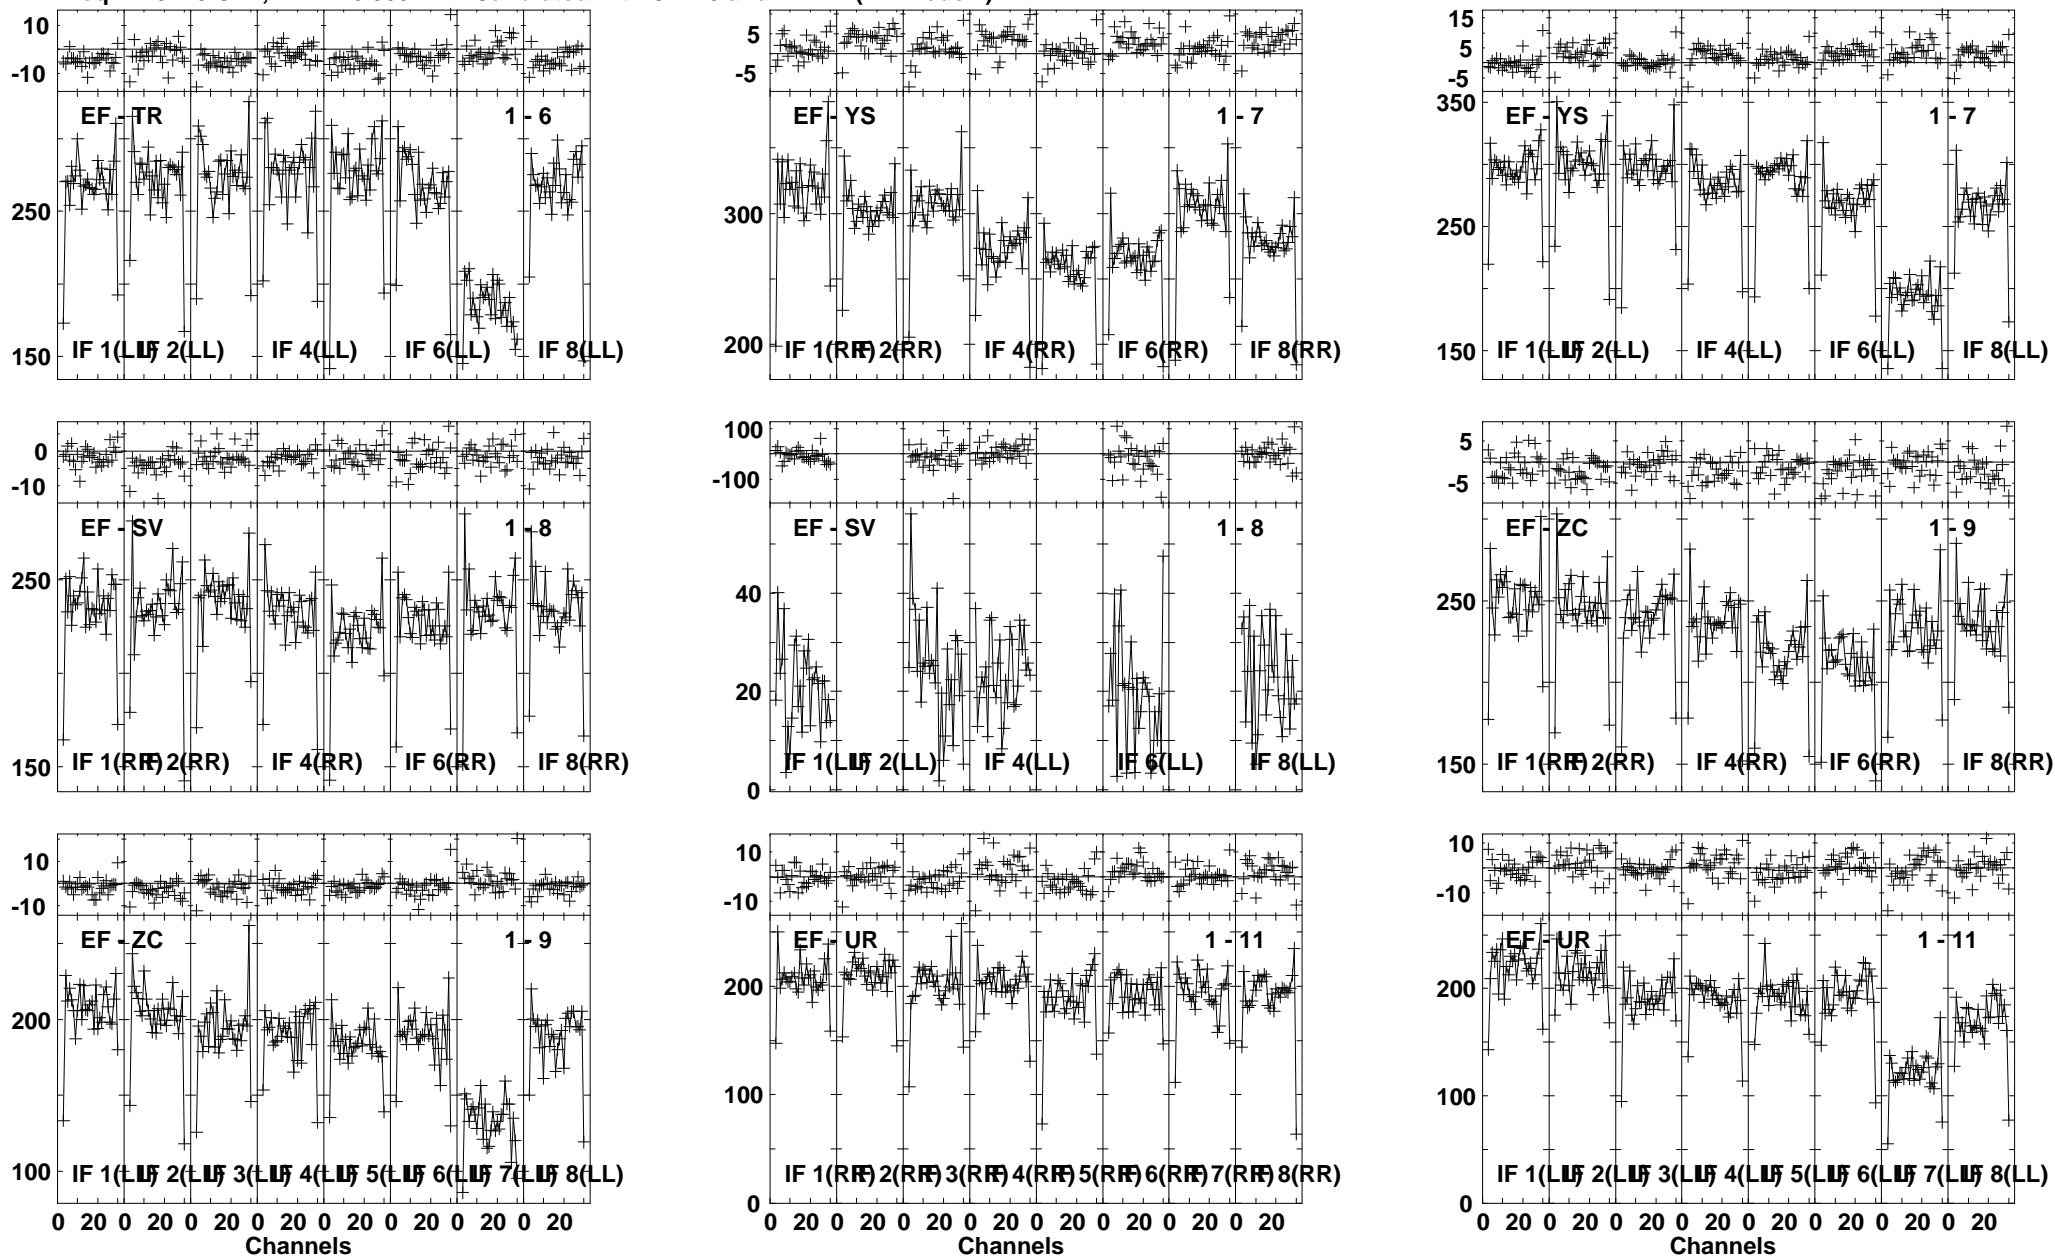 10
-10
EF - TR 1 - 6
250
150
IF 1(LL) IF 2(LL) IF 4(LL) IF 6(LL) IF 8(LL)
5
-5
EF - YS 1 - 7
300
200
IF 1(RR) IF 2(RR) IF 4(RR) IF 6(RR) IF 8(RR)
15
5
-5
350
EF - YS 1 - 7
250
150
IF 1(LL) IF 2(LL) IF 4(LL) IF 6(LL) IF 8(LL)
0
-10
EF - SV 1 - 8
250
150
IF 1(RR) IF 2(RR) IF 4(RR) IF 6(RR) IF 8(RR)
100
-100
EF - SV 1 - 8
40
20
0
IF 1(LL) IF 2(LL) IF 4(LL) IF 6(LL) IF 8(LL)
5
-5
EF - ZC 1 - 9
250
150
IF 1(RR) IF 2(RR) IF 4(RR) IF 6(RR) IF 8(RR)
10
-10
EF - ZC 1 - 9
200
100
IF 1(LL) IF 2(LL) IF 3(LL) IF 4(LL) IF 5(LL) IF 6(LL) IF 7(LL) IF 8(LL)
0 20 0 20 0 20 0 20 0 20 0 20 0 20 0 20
Channels
10
-10
EF - UR 1 - 11
200
100
0
IF 1(RR) IF 2(RR) IF 3(RR) IF 4(RR) IF 5(RR) IF 6(RR) IF 7(RR) IF 8(RR)
0 20 0 20 0 20 0 20 0 20 0 20 0 20 0 20
Channels
10
-10
EF - UR 1 - 11
200
100
0
IF 1(LL) IF 2(LL) IF 3(LL) IF 4(LL) IF 5(LL) IF 6(LL) IF 7(LL) IF 8(LL)
0 20 0 20 0 20 0 20 0 20 0 20 0 20 0 20
Channels